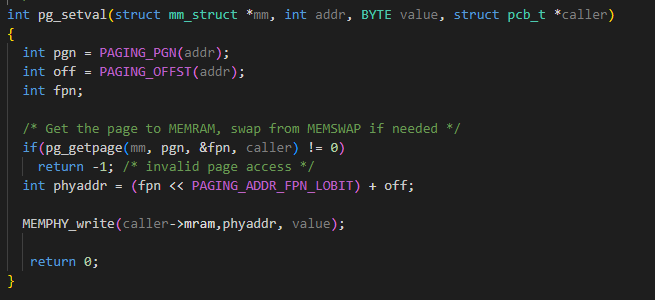 int pg_setval(struct mm_struct *mm, int addr, BYTE value, struct pcb_t *caller)
{
  int pgn = PAGING_PGN(addr);
  int off = PAGING_OFFST(addr);
  int fpn;

  /* Get the page to MEMRAM, swap from MEMSWAP if needed */
  if(pg_getpage(mm, pgn, &fpn, caller) != 0)
    return -1; /* invalid page access */
  int phyaddr = (fpn << PAGING_ADDR_FPN_LOBIT) + off;

  MEMPHY_write(caller->mram,phyaddr, value);

   return 0;
}